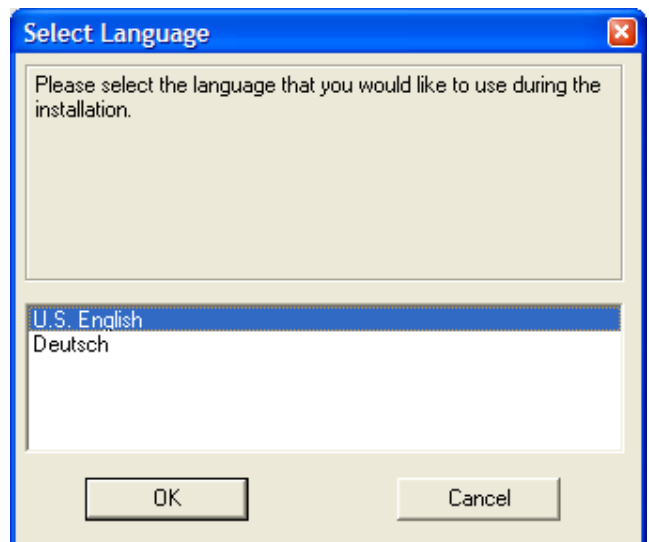 Select Language
Please select the language that you would like to use during the
installation.
U.S. English
Deutsch
OK
Cancel